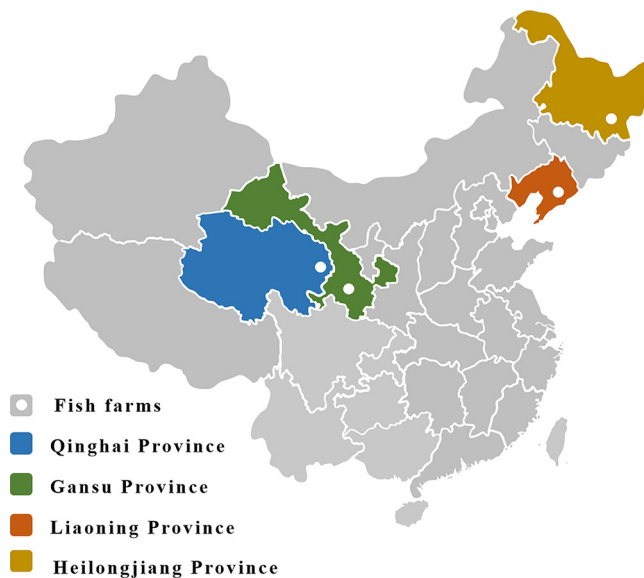 Fish farms
Qinghai Province
Gansu Province
Liaoning Province
Heilongjiang Province